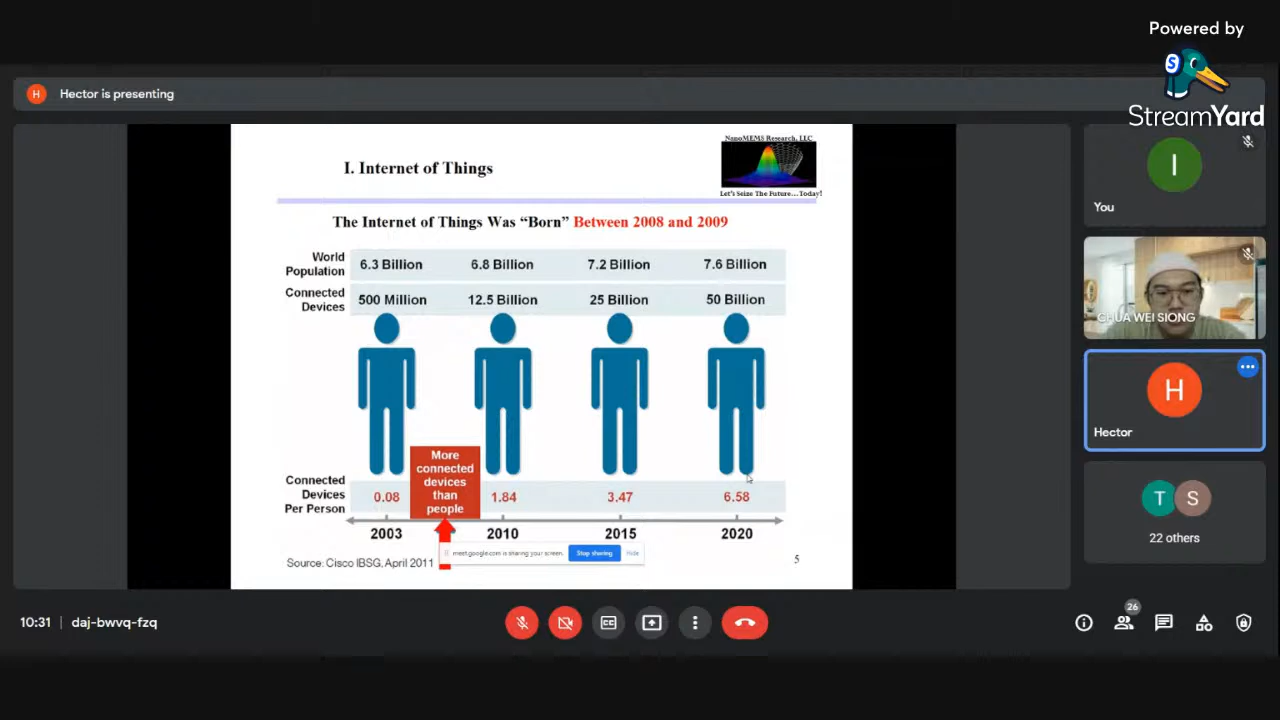 Powered by
StreamYard
H
Hector is presenting
NanoMEMS Research, LLC
I. Internet of Things
Let's Seize The Future...Today!
The Internet of Things Was “Born” Between 2008 and 2009
World
Population
6.3 Billion 6.8 Billion 7.2 Billion 7.6 Billion
Connected
Devices
500 Million 12.5 Billion 25 Billion 50 Billion
More
connected
devices
than
people
Connected
Devices
Per Person
0.08 1.84 3.47 6.58
2003 2010 2015 2020
meet.google.com is sharing your screen. Stop sharing Hide
Source: Cisco IBSG, April 2011
5
I
You
CHUA WEI SIONG
H
Hector
T S
22 others
10:31 | daj-bwvq-fzq
CC
26